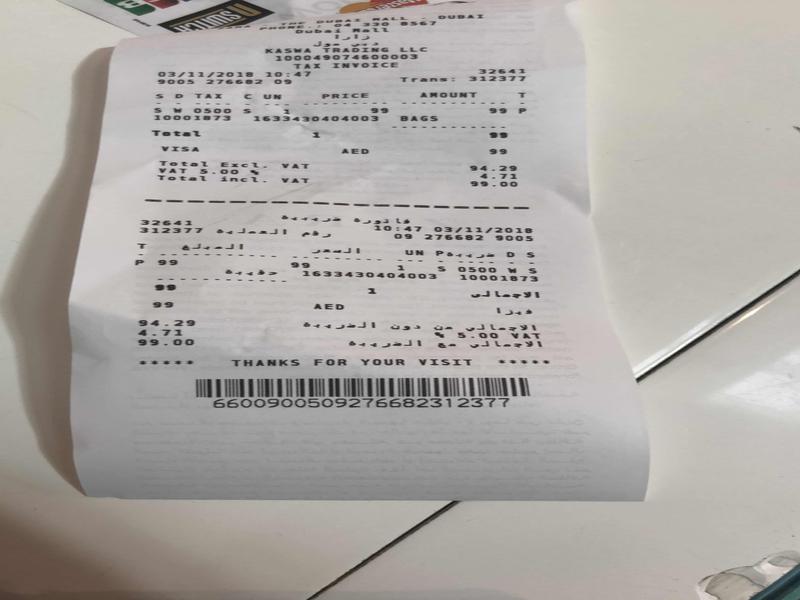 SWITCH
THE DUBAI MALL - DUBAI
PHONE.: 04 330 8567
Dubai Mall
زارا
دبي مول
KASWA TRADING LLC
100049074600003
TAX INVOICE
03/11/2018 10:47 32641
9005 276682 09 Trans: 312377
S D TAX C UN PRICE AMOUNT T
S W 0500 S 1 99 99 P
10001873 1633430404003 BAGS
Total 1 99
VISA AED 99
Total Excl. VAT 94.29
VAT 5.00 % 4.71
Total incl. VAT 99.00
فاتورة ضريبية
32641 10:47 03/11/2018
312377 رقم العملية 09 276682 9005
T المبلغ السعر UN P ضريبة D S
P 99 99 1 S 0500 W S
حقيبة 1633430404003 10001873
99 1 الاجمالي
99 AED فيزا
94.29 الاجمالي من دون الضريبة
4.71 % 5.00 VAT
99.00 الاجمالي مع الضريبة
***** THANKS FOR YOUR VISIT *****
6600900509276682312377